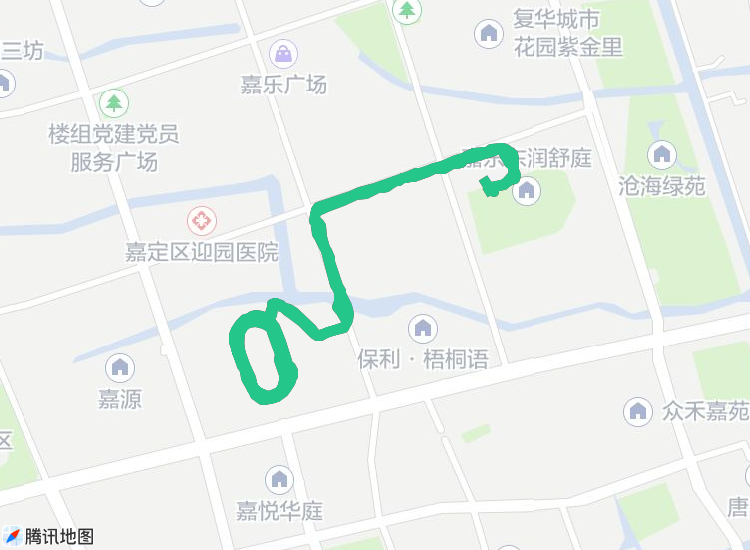 复华城市
花园紫金里
三坊
嘉乐广场
楼组党建党员
服务广场
东润舒庭
沧海绿苑
嘉定区迎园医院
保利·梧桐语
嘉源
众禾嘉苑
区
嘉悦华庭
唐
腾讯地图